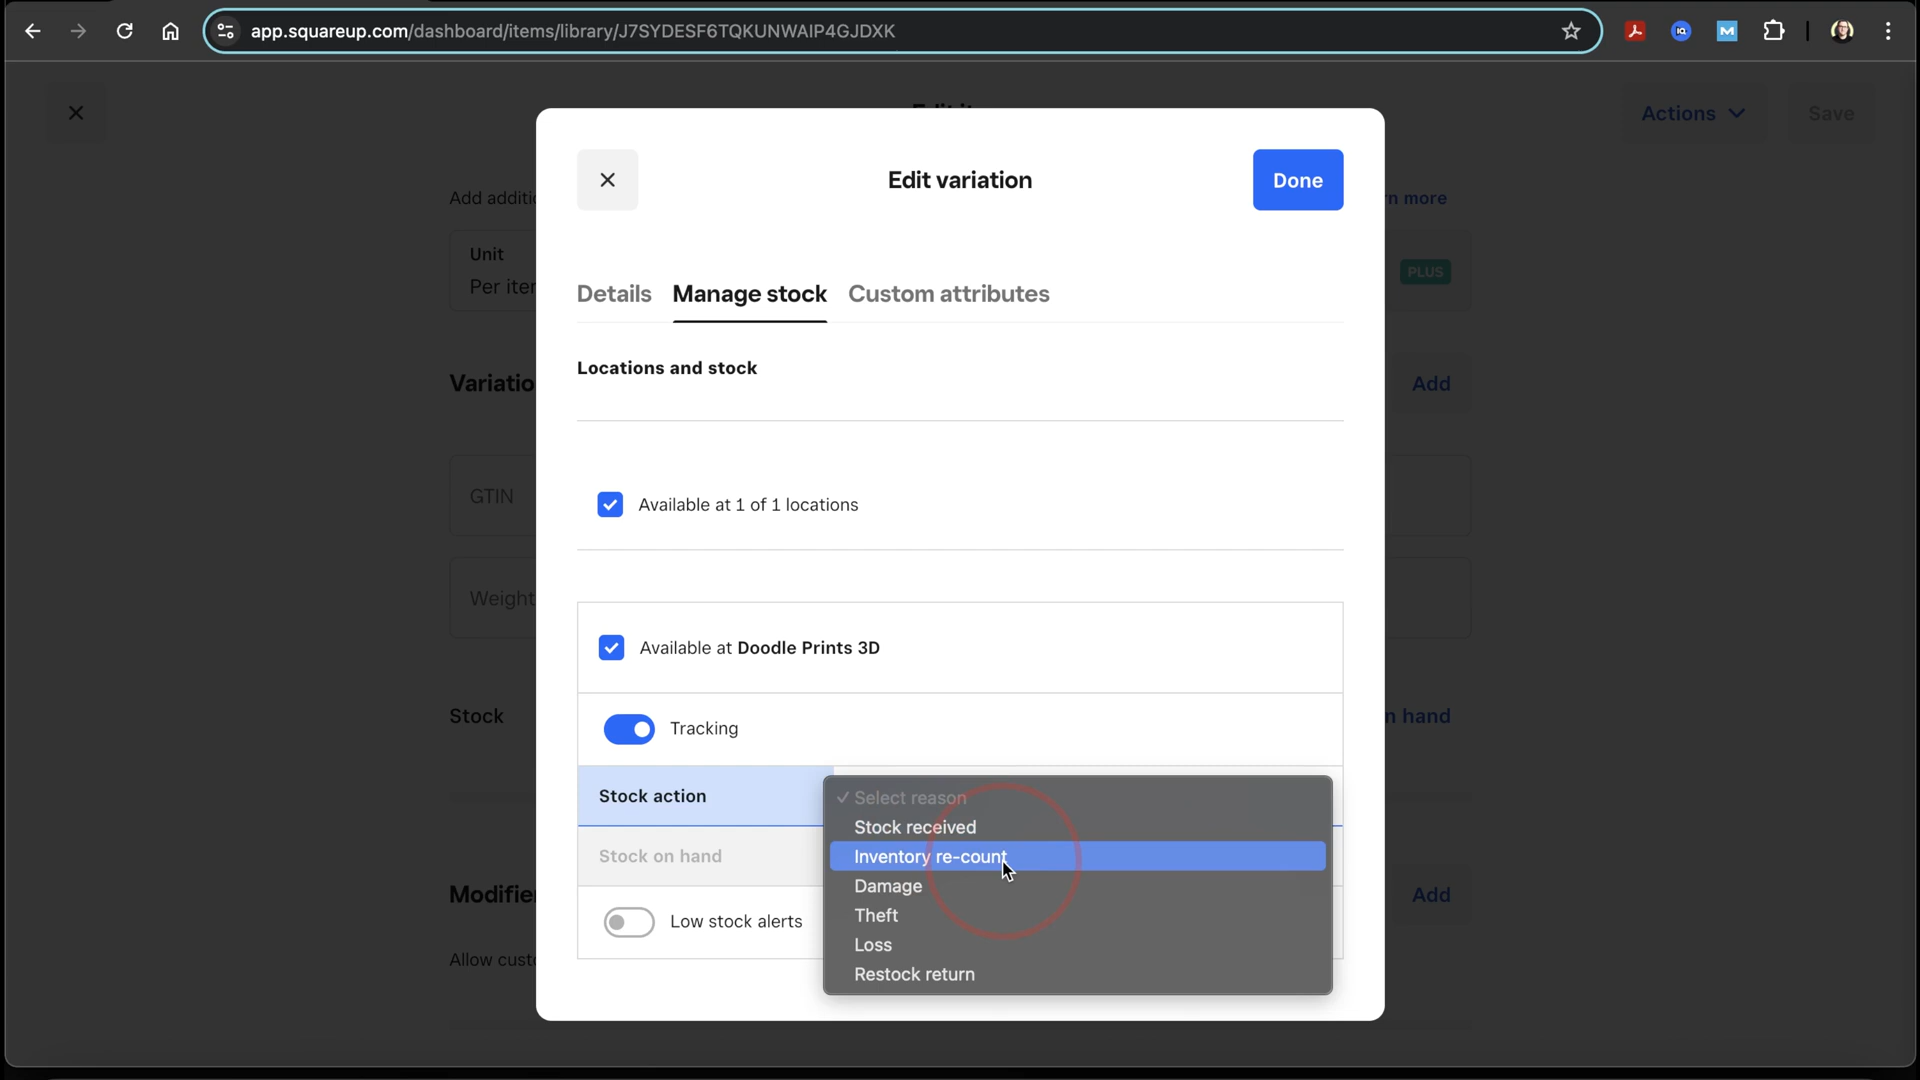 app.squareup.com/dashboard/items/library/J7SYDESF6TQKUNWAIP4GJDXK
Actions
Save
Edit variation
Done
Add additi
n more
Unit
Per iter
PLUS
Details
Manage stock
Custom attributes
Locations and stock
Variatio
Add
GTIN
Available at 1 of 1 locations
Weight
Available at Doodle Prints 3D
Stock
n hand
Tracking
Stock action
Select reason
Stock received
Stock on hand
Inventory re-count
Damage
Theft
Modifie
Add
Low stock alerts
Loss
Allow cust
Restock return